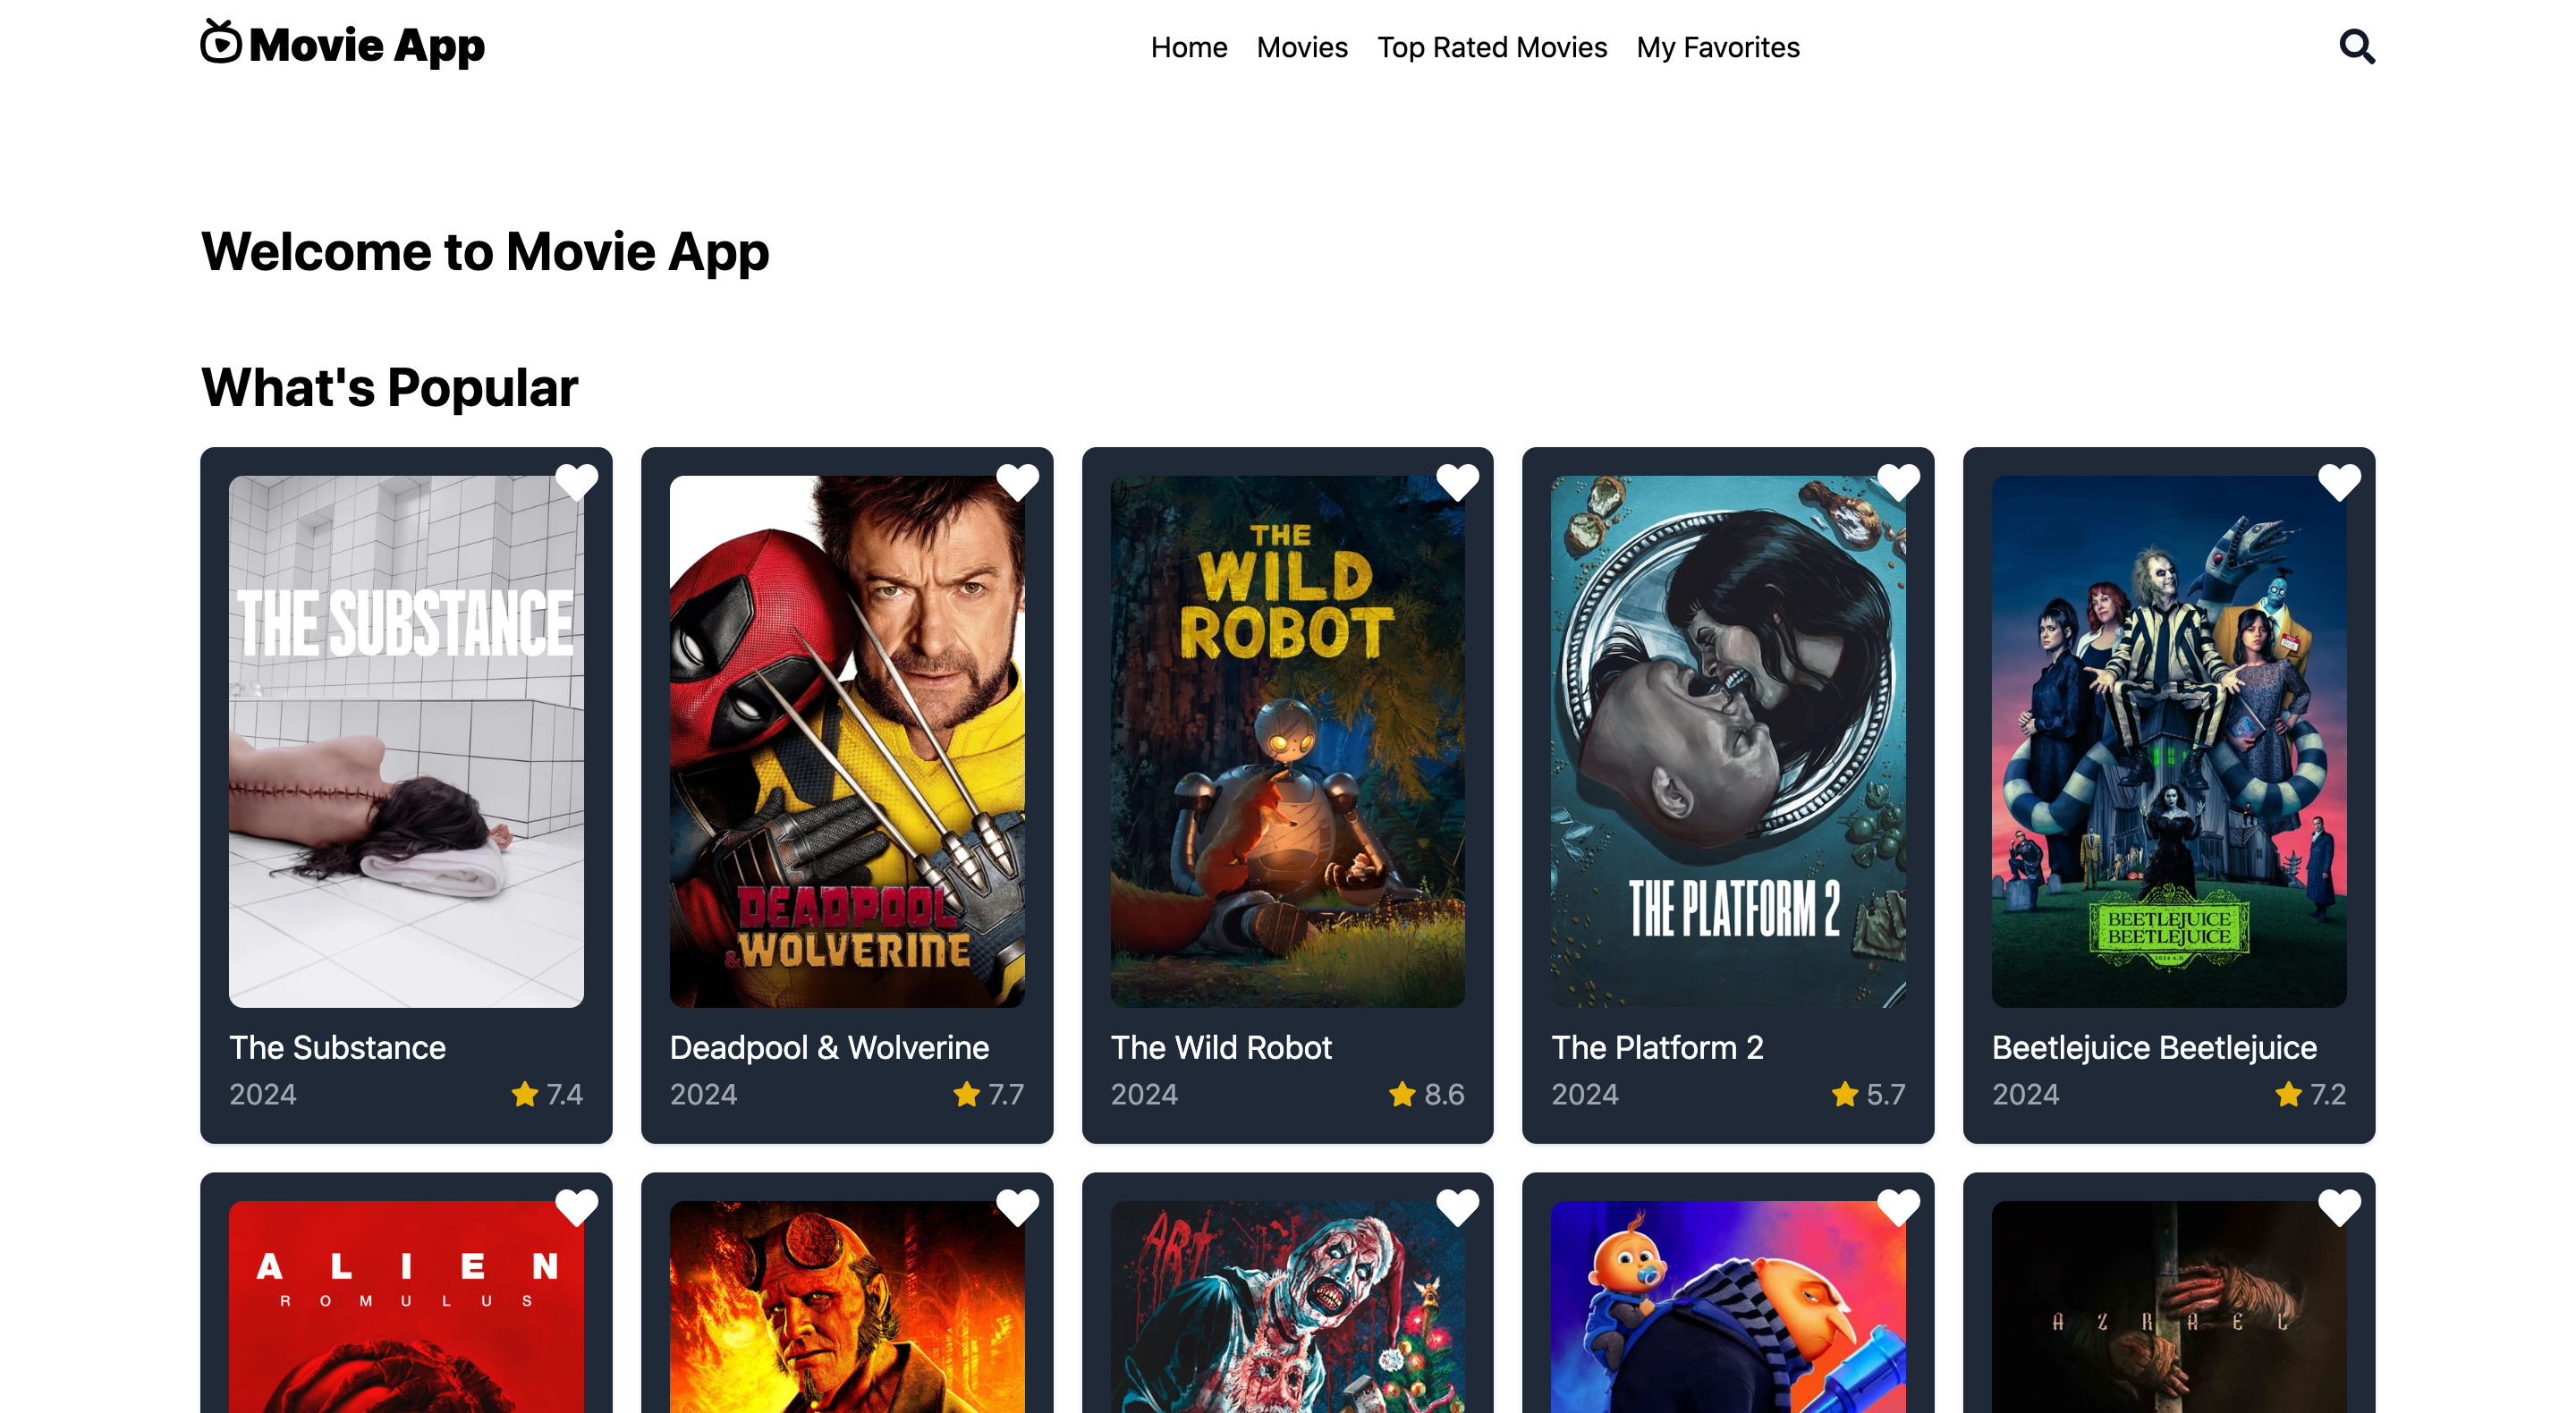 Movie App
Home Movies Top Rated Movies My Favorites
Welcome to Movie App
What's Popular
THE SUBSTANCE
DEADPOOL
&WOLVERINE
THE
WILD
ROBOT
THE PLATFORM 2
BEETLEJUICE
BEETLEJUICE
2024 A.D.
The Substance
2024 7.4
Deadpool & Wolverine
2024 7.7
The Wild Robot
2024 8.6
The Platform 2
2024 5.7
Beetlejuice Beetlejuice
2024 7.2
ALIEN
ROMULUS
ART
AZRAEL